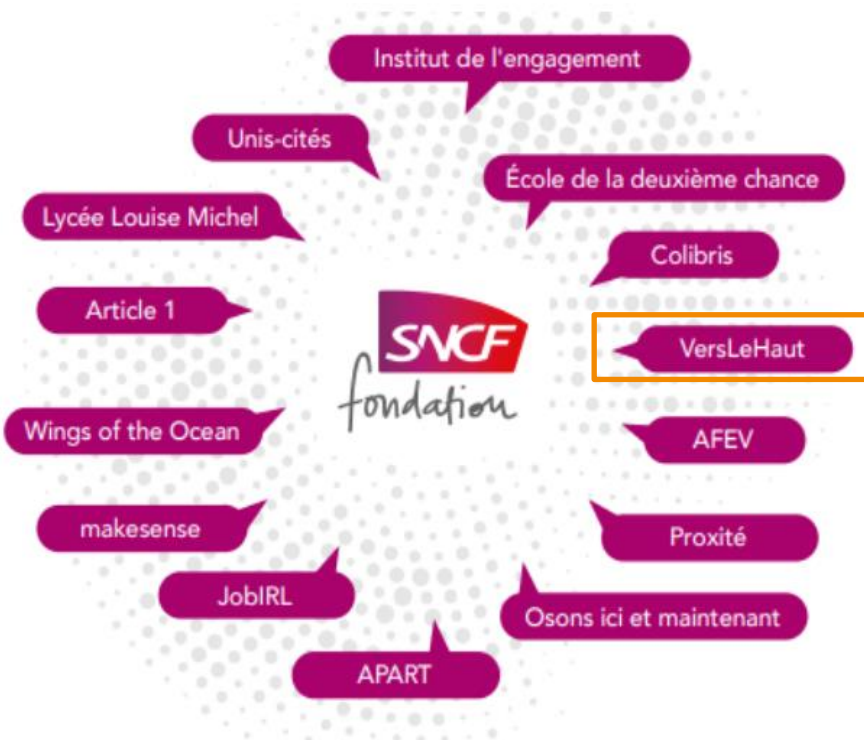 Institut de l'engagement
Unis-cités
École de la deuxième chance
Lycée Louise Michel
Colibris
Article 1
SNCF
VersLeHaut
fondation
Wings of the Ocean
AFEV
makesense
Proxité
JobIRL
Osons ici et maintenant
APART